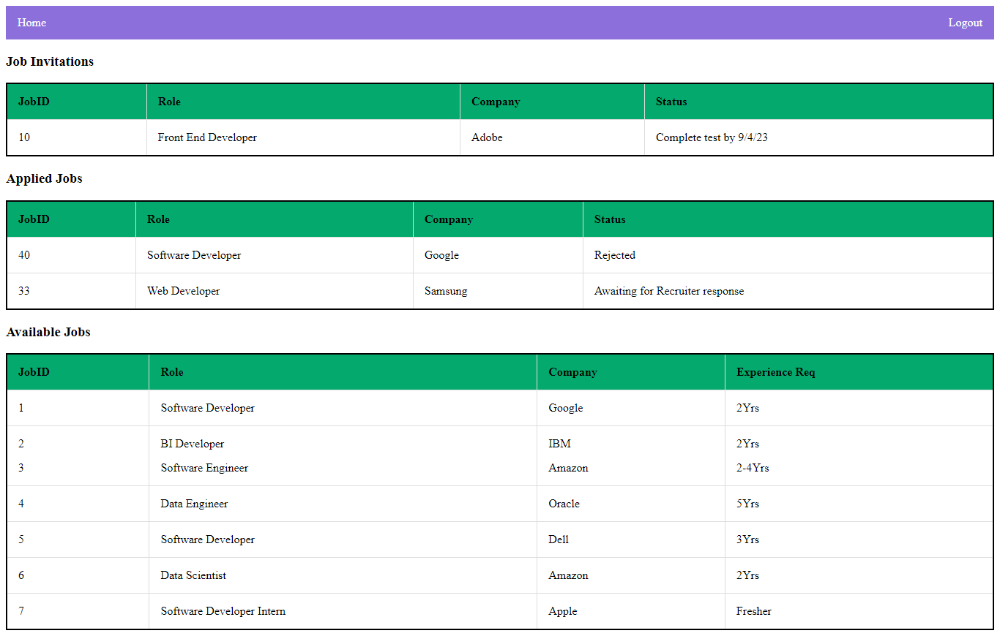 Home Logout
Job Invitations
JobID Role Company Status
10 Front End Developer Adobe Complete test by 9/4/23
Applied Jobs
JobID Role Company Status
40 Software Developer Google Rejected
33 Web Developer Samsung Awaiting for Recruiter response
Available Jobs
JobID Role Company Experience Req
1 Software Developer Google 2Yrs
2 BI Developer IBM 2Yrs
3 Software Engineer Amazon 2-4Yrs
4 Data Engineer Oracle 5Yrs
5 Software Developer Dell 3Yrs
6 Data Scientist Amazon 2Yrs
7 Software Developer Intern Apple Fresher